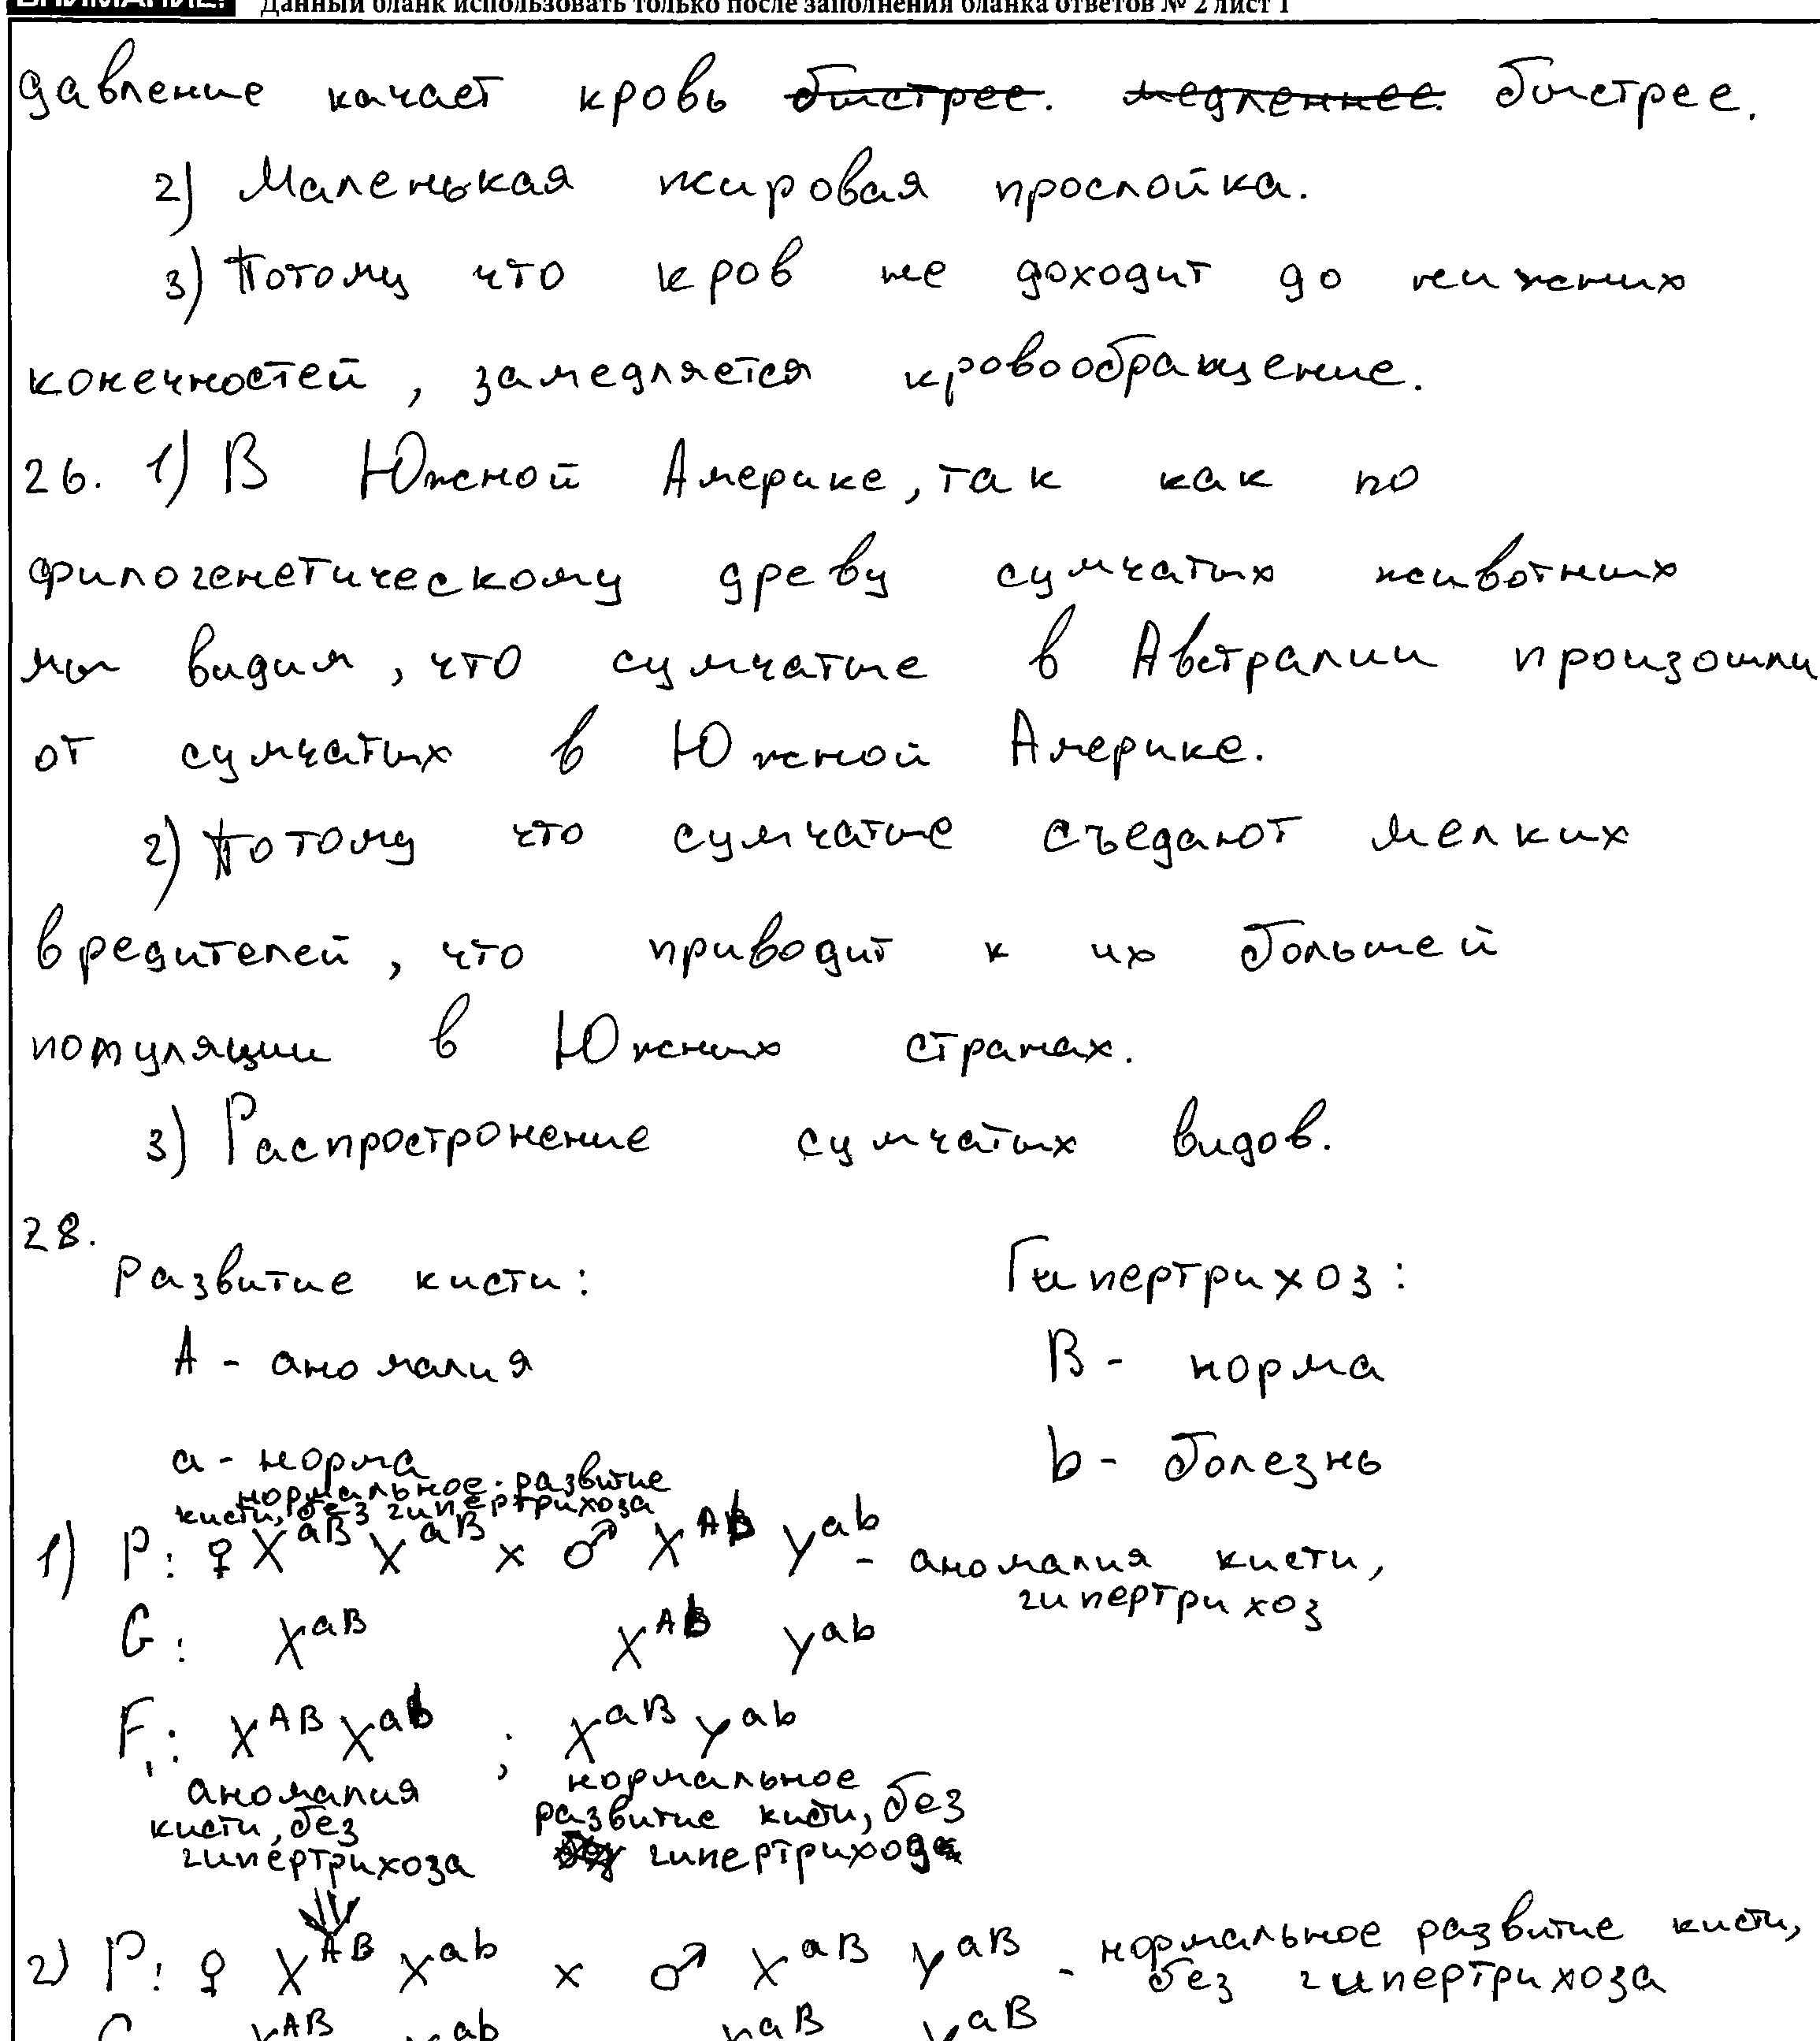 ВНИМАНИЕ! Данный бланк использовать только после заполнения бланка ответов № 2 лист 1
давление качает кровь быстрее. медленнее. быстрее.
2) Маленькая жировая прослойка.
3) Потому что кров не доходит до нижних
конечностей, замедляется кровообращение.
26. 1) В Южной Америке, так как по
филогенетическому древу сумчатых животных
мы видим, что сумчатые в Австралии произошли
от сумчатых в Южной Америке.
2) Потому что сумчатые съедают мелких
вредителей, что приводит к их большей
популяции в Южных странах.
3) Распростронение сумчатых видов.
28.
Развитие кисти: Гипертрихоз:
A - аномалия B - норма
a - норма b - болезнь
нормальное развитие
кисти, без гипертрихоза
1) P: ♀ X^aB X^aB x ♂ X^Ab Y^ab - аномалия кисти,
гипертрихоз
G: X^aB X^Ab Y^ab
F₁: X^AB X^ab ; X^aB Y^ab
аномалия нормальное
кисти, без развитие кисти, без
гипертрихоза гипертрихоза
2) P: ♀ X^AB X^ab x ♂ X^aB Y^aB - нормальное развитие кисти,
без гипертрихоза
G X^AB X^ab X^aB Y^aB